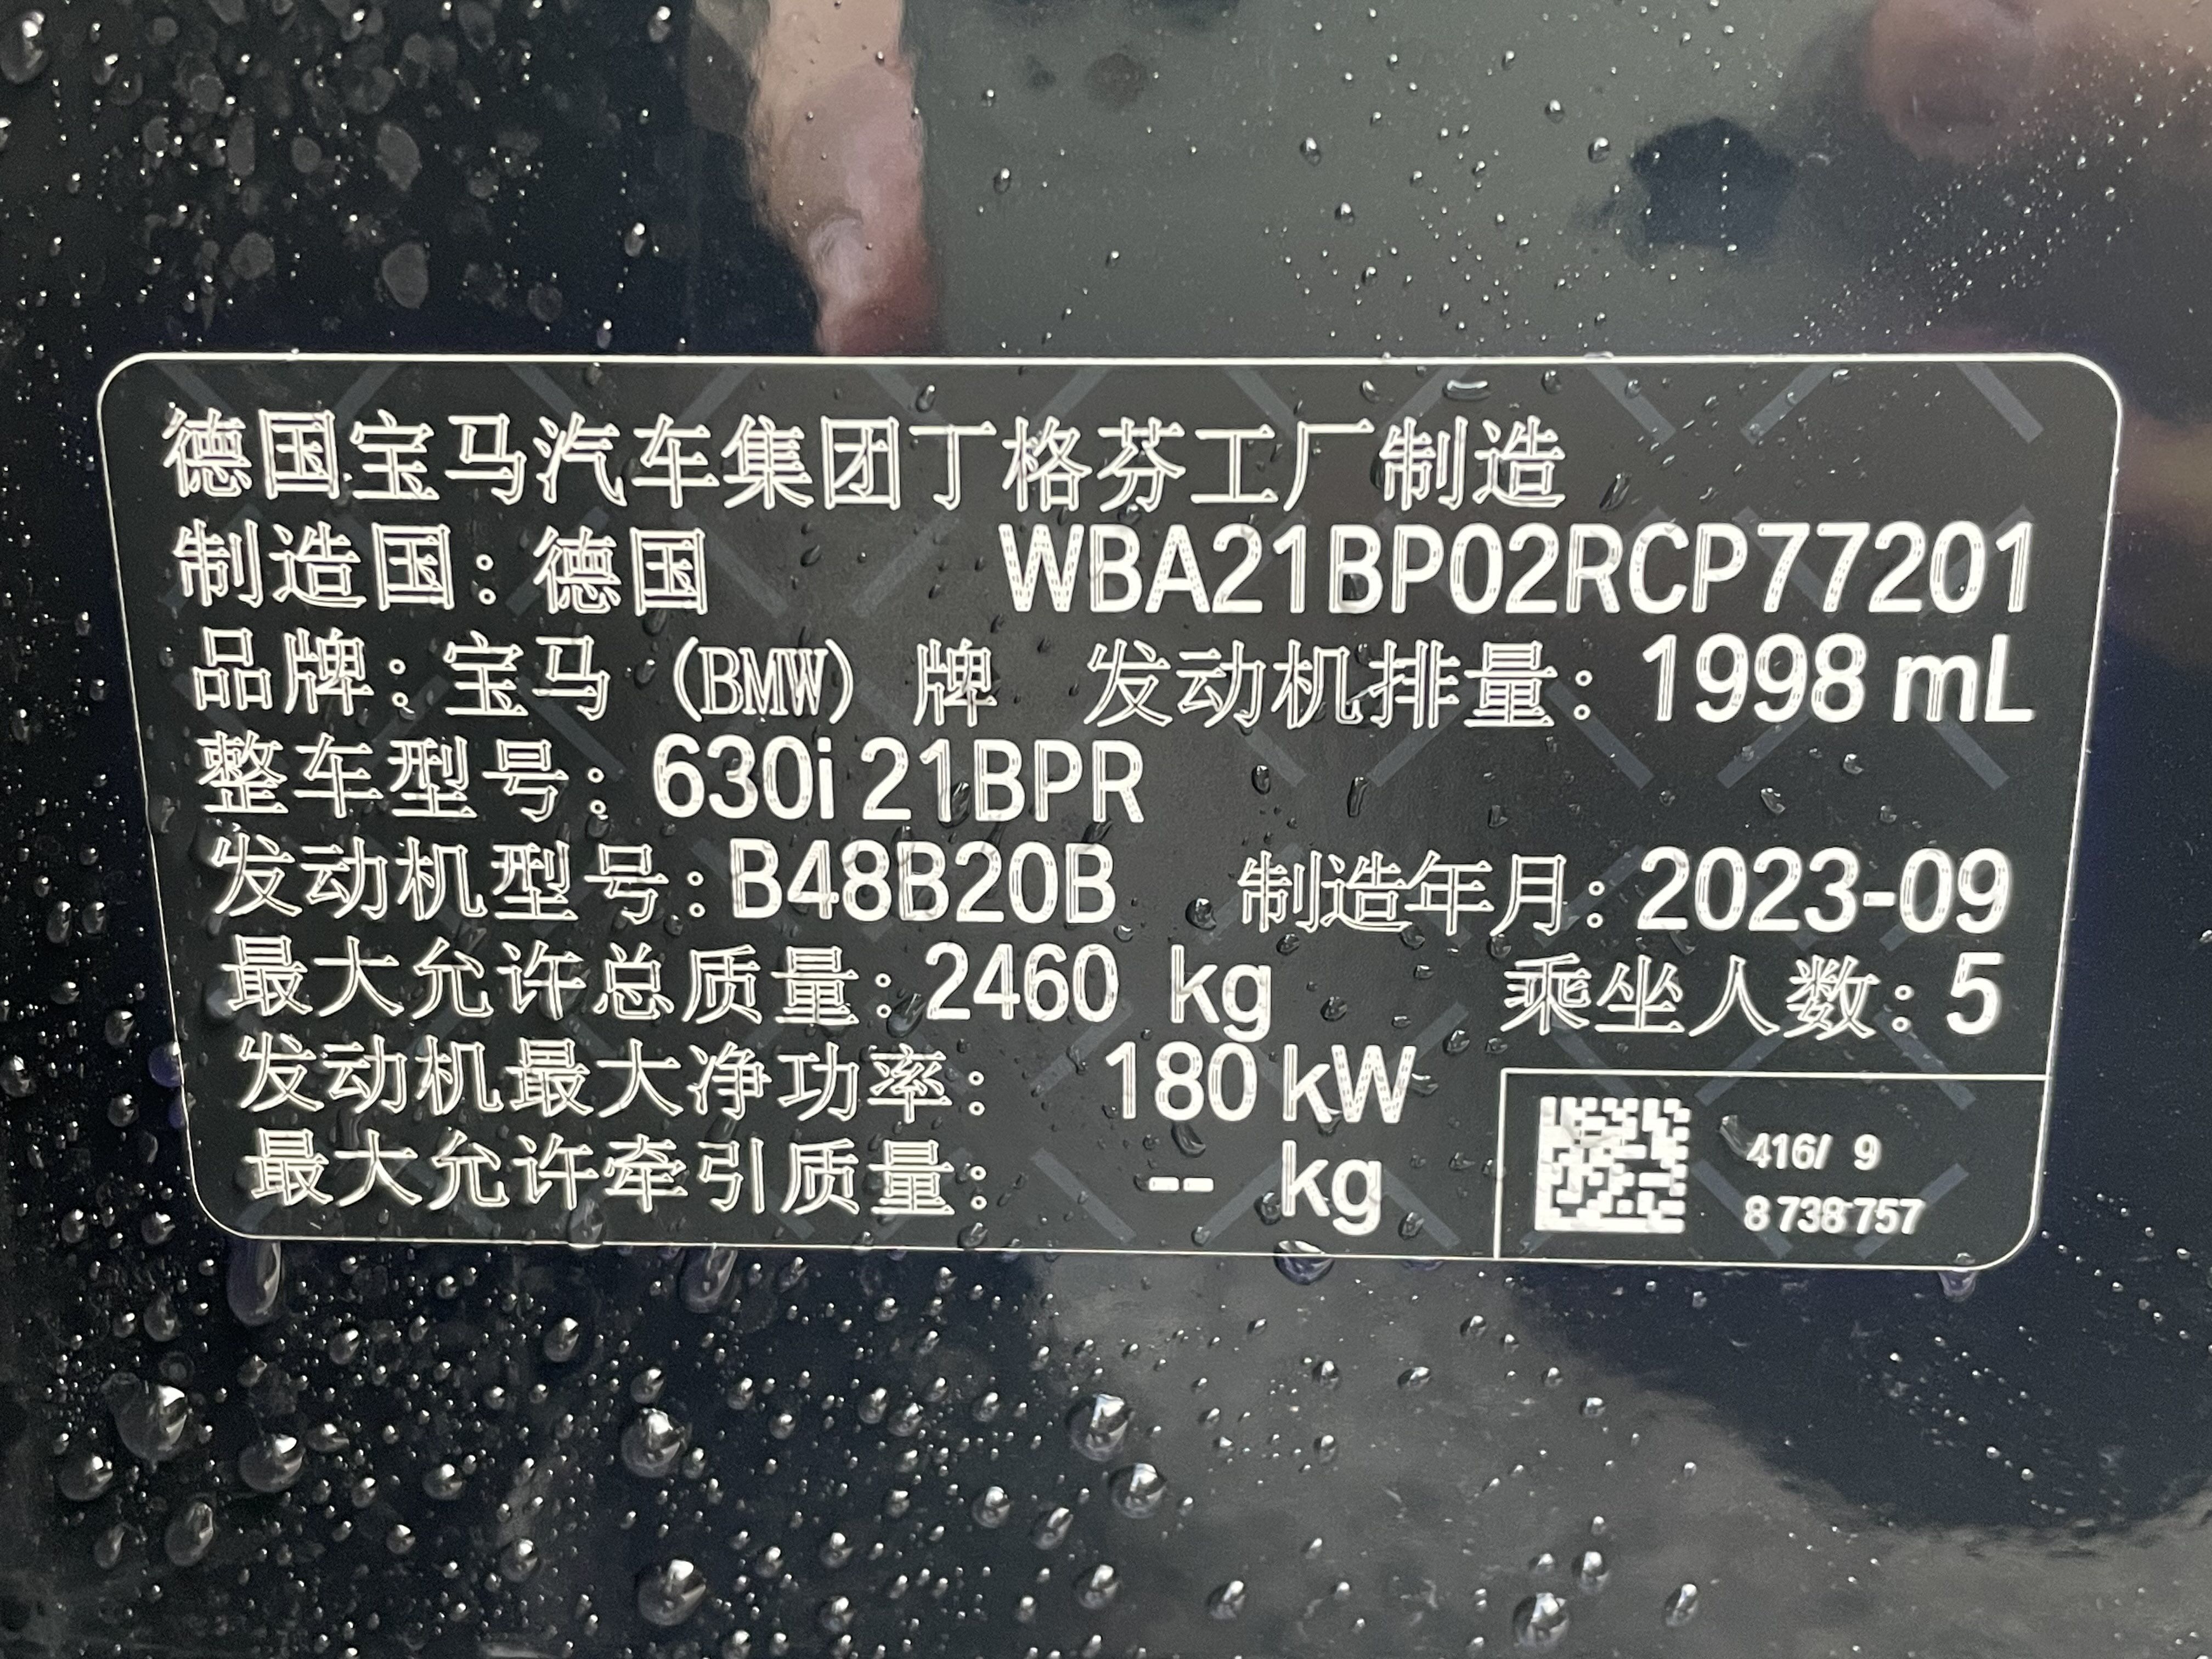 德国宝马汽车集团丁格芬工厂制造
制造国：德国 WBA21BP02RCP77201
品牌：宝马（BMW）牌 发动机排量：1998 mL
整车型号：630i 21BPR
发动机型号：B48B20B 制造年月：2023-09
最大允许总质量：2460 kg 乘坐人数：5
发动机最大净功率： 180 kW
最大允许牵引质量： -- kg
416/ 9
8 738 757